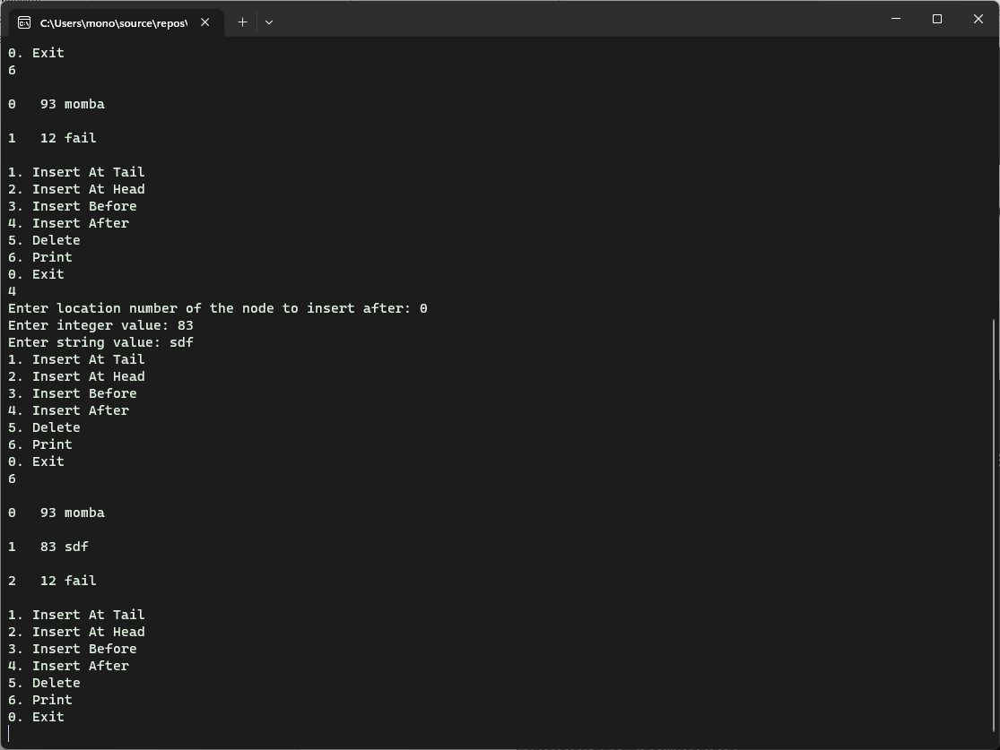 C:\Users\mono\source\repos\
0. Exit
6
0   93 momba
1   12 fail
1. Insert At Tail
2. Insert At Head
3. Insert Before
4. Insert After
5. Delete
6. Print
0. Exit
4
Enter location number of the node to insert after: 0
Enter integer value: 83
Enter string value: sdf
1. Insert At Tail
2. Insert At Head
3. Insert Before
4. Insert After
5. Delete
6. Print
0. Exit
6
0   93 momba
1   83 sdf
2   12 fail
1. Insert At Tail
2. Insert At Head
3. Insert Before
4. Insert After
5. Delete
6. Print
0. Exit